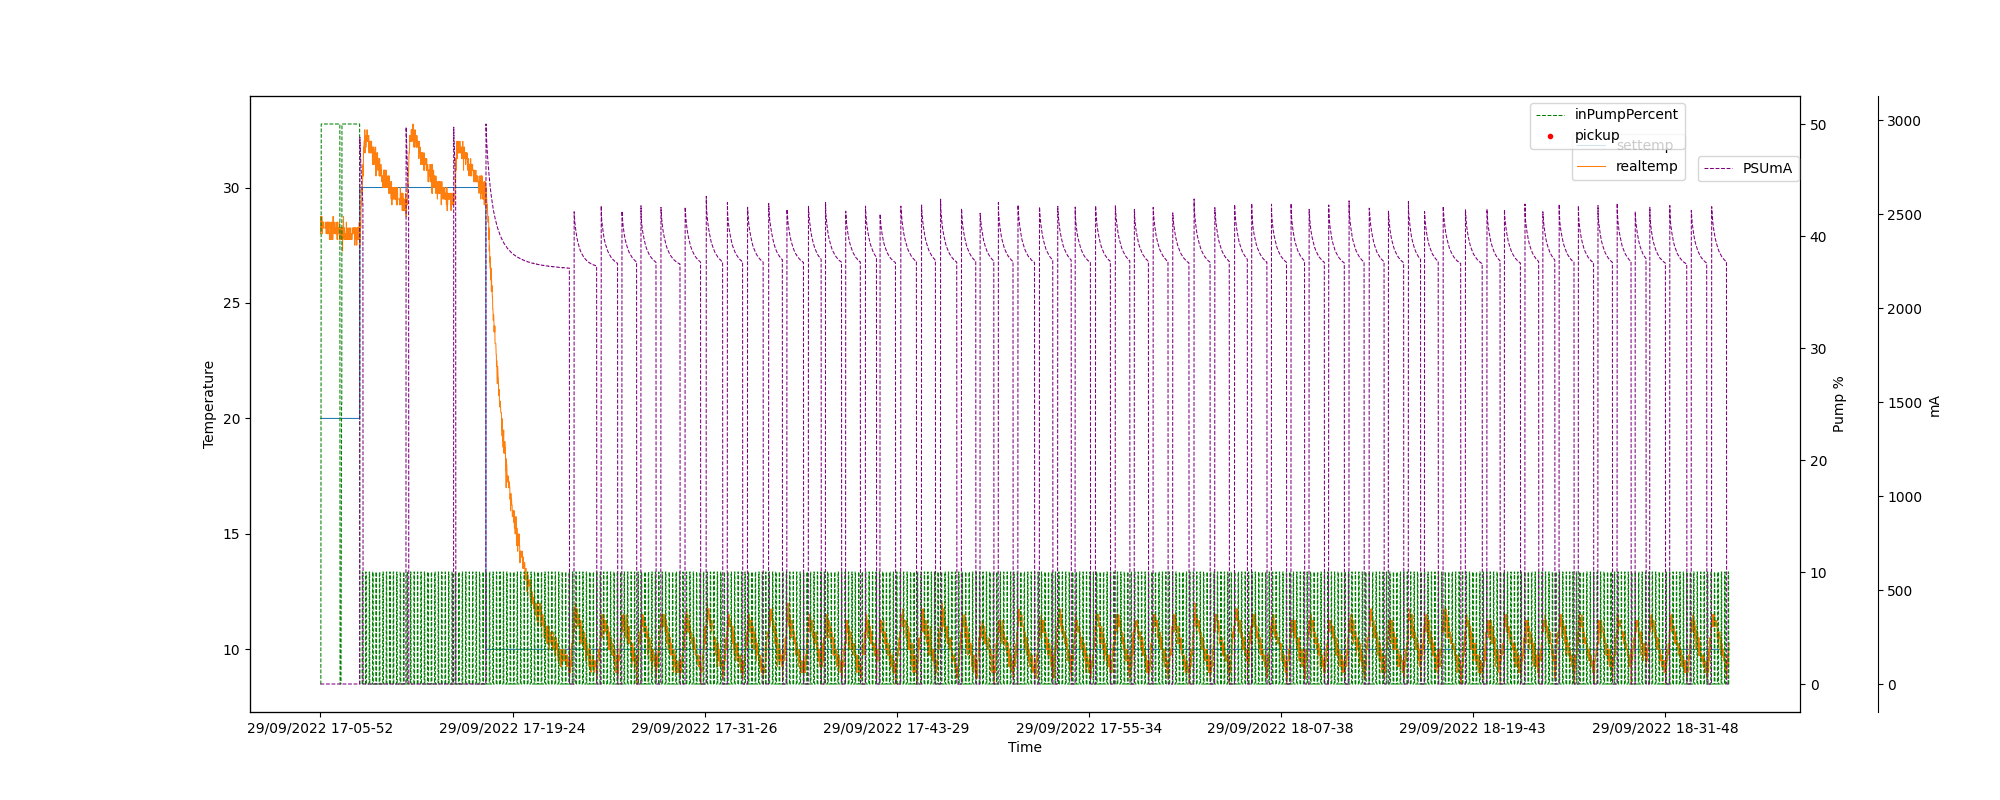 inPumpPercent
pickup
settemp
realtemp
PSUmA
Temperature
30
25
20
15
10
50
40
30
20
10
0
Pump %
3000
2500
2000
1500
1000
500
0
mA
29/09/2022 17-05-52
29/09/2022 17-19-24
29/09/2022 17-31-26
29/09/2022 17-43-29
29/09/2022 17-55-34
29/09/2022 18-07-38
29/09/2022 18-19-43
29/09/2022 18-31-48
Time